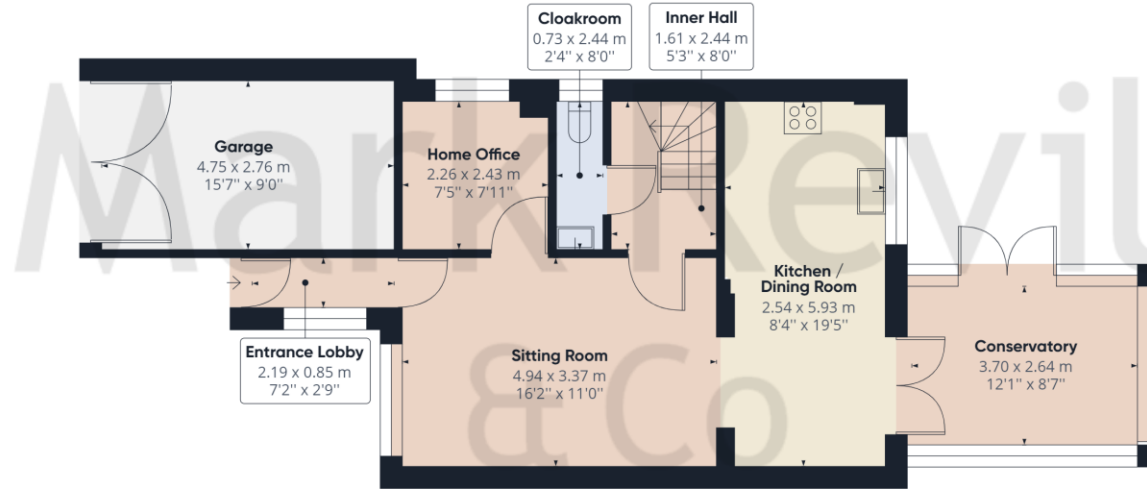 Cloakroom
0.73 x 2.44 m
2'4" x 8'0"
Inner Hall
1.61 x 2.44 m
5'3" x 8'0"
Garage
4.75 x 2.76 m
15'7" x 9'0"
Home Office
2.26 x 2.43 m
7'5" x 7'11"
Kitchen /
Dining Room
2.54 x 5.93 m
8'4" x 19'5"
Entrance Lobby
2.19 x 0.85 m
7'2" x 2'9"
Sitting Room
4.94 x 3.37 m
16'2" x 11'0"
Conservatory
3.70 x 2.64 m
12'1" x 8'7"
Mark Revil
& Co